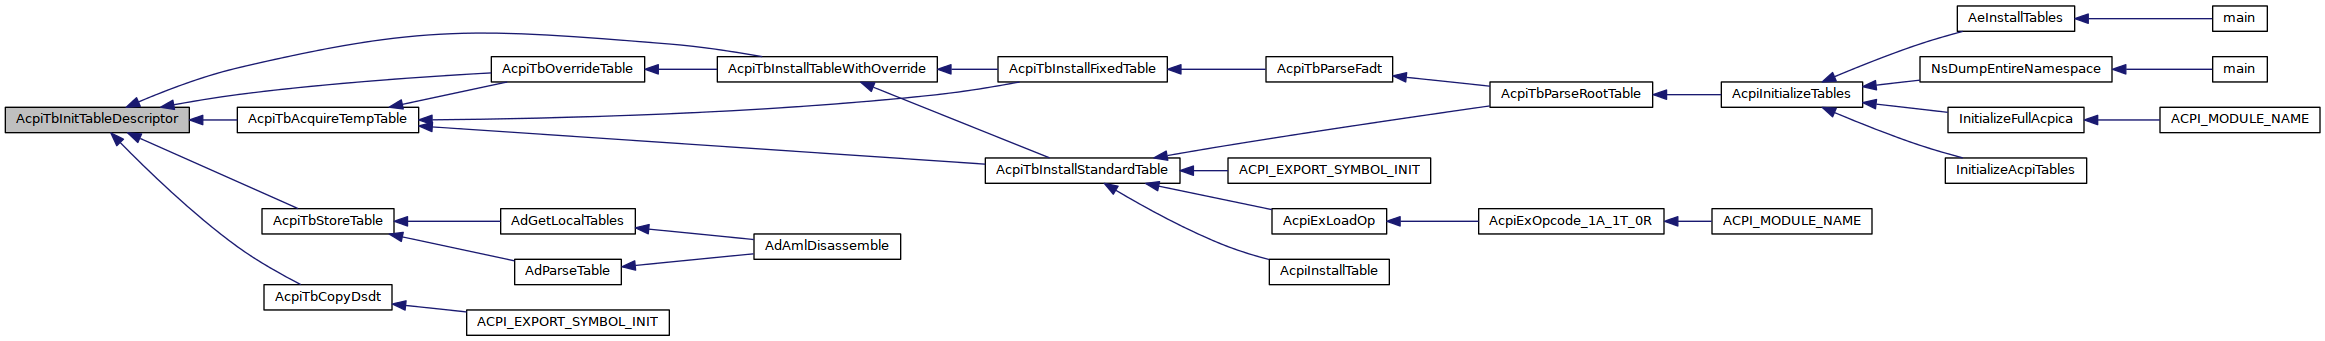 AeInstallTables
main
AcpiTbOverrideTable
AcpiTbInstallTableWithOverride
AcpiTbInstallFixedTable
AcpiTbParseFadt
NsDumpEntireNamespace
main
AcpiTbParseRootTable
AcpiInitializeTables
AcpiTbInitTableDescriptor
AcpiTbAcquireTempTable
InitializeFullAcpica
ACPI_MODULE_NAME
AcpiTbInstallStandardTable
ACPI_EXPORT_SYMBOL_INIT
InitializeAcpiTables
AcpiTbStoreTable
AdGetLocalTables
AcpiExLoadOp
AcpiExOpcode_1A_1T_0R
ACPI_MODULE_NAME
AdAmlDisassemble
AdParseTable
AcpiInstallTable
AcpiTbCopyDsdt
ACPI_EXPORT_SYMBOL_INIT